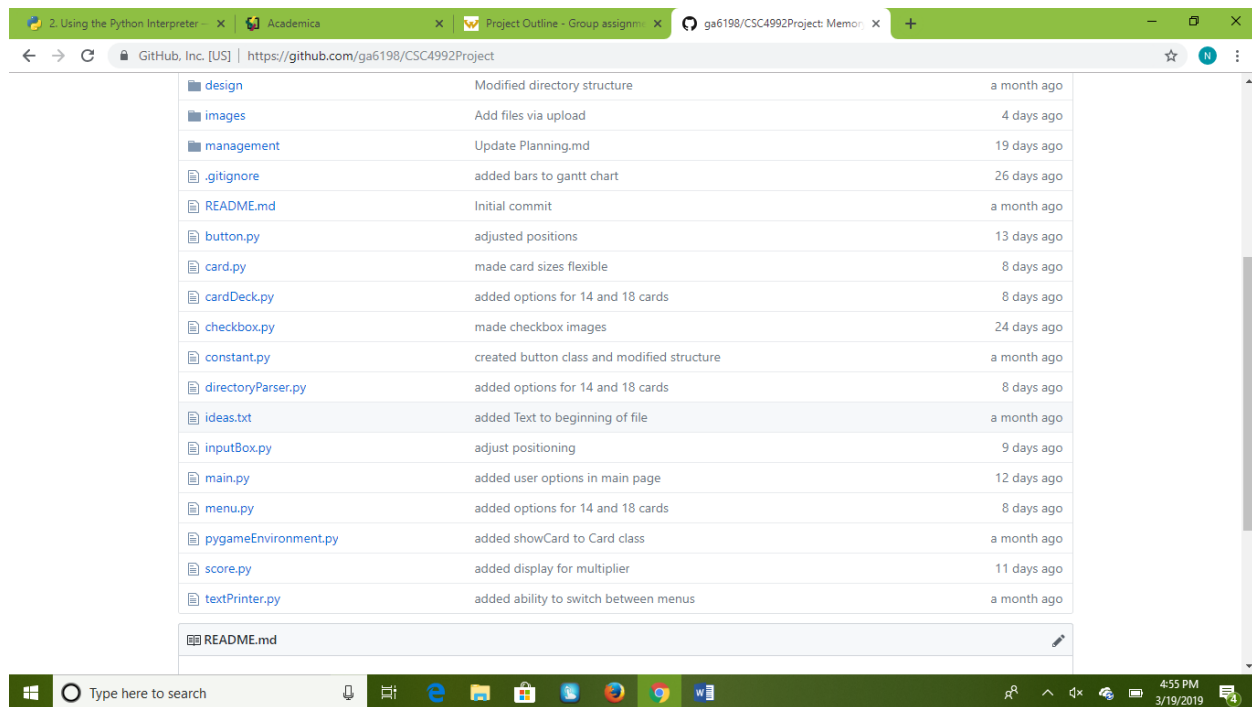 2. Using the Python Interpreter – Academica Project Outline - Group assignme ga6198/CSC4992Project: Memor
GitHub, Inc. [US] | https://github.com/ga6198/CSC4992Project N
design Modified directory structure a month ago
images Add files via upload 4 days ago
management Update Planning.md 19 days ago
.gitignore added bars to gantt chart 26 days ago
README.md Initial commit a month ago
button.py adjusted positions 13 days ago
card.py made card sizes flexible 8 days ago
cardDeck.py added options for 14 and 18 cards 8 days ago
checkbox.py made checkbox images 24 days ago
constant.py created button class and modified structure a month ago
directoryParser.py added options for 14 and 18 cards 8 days ago
ideas.txt added Text to beginning of file a month ago
inputBox.py adjust positioning 9 days ago
main.py added user options in main page 12 days ago
menu.py added options for 14 and 18 cards 8 days ago
pygameEnvironment.py added showCard to Card class a month ago
score.py added display for multiplier 11 days ago
textPrinter.py added ability to switch between menus a month ago
README.md
Type here to search 4:55 PM
3/19/2019 4